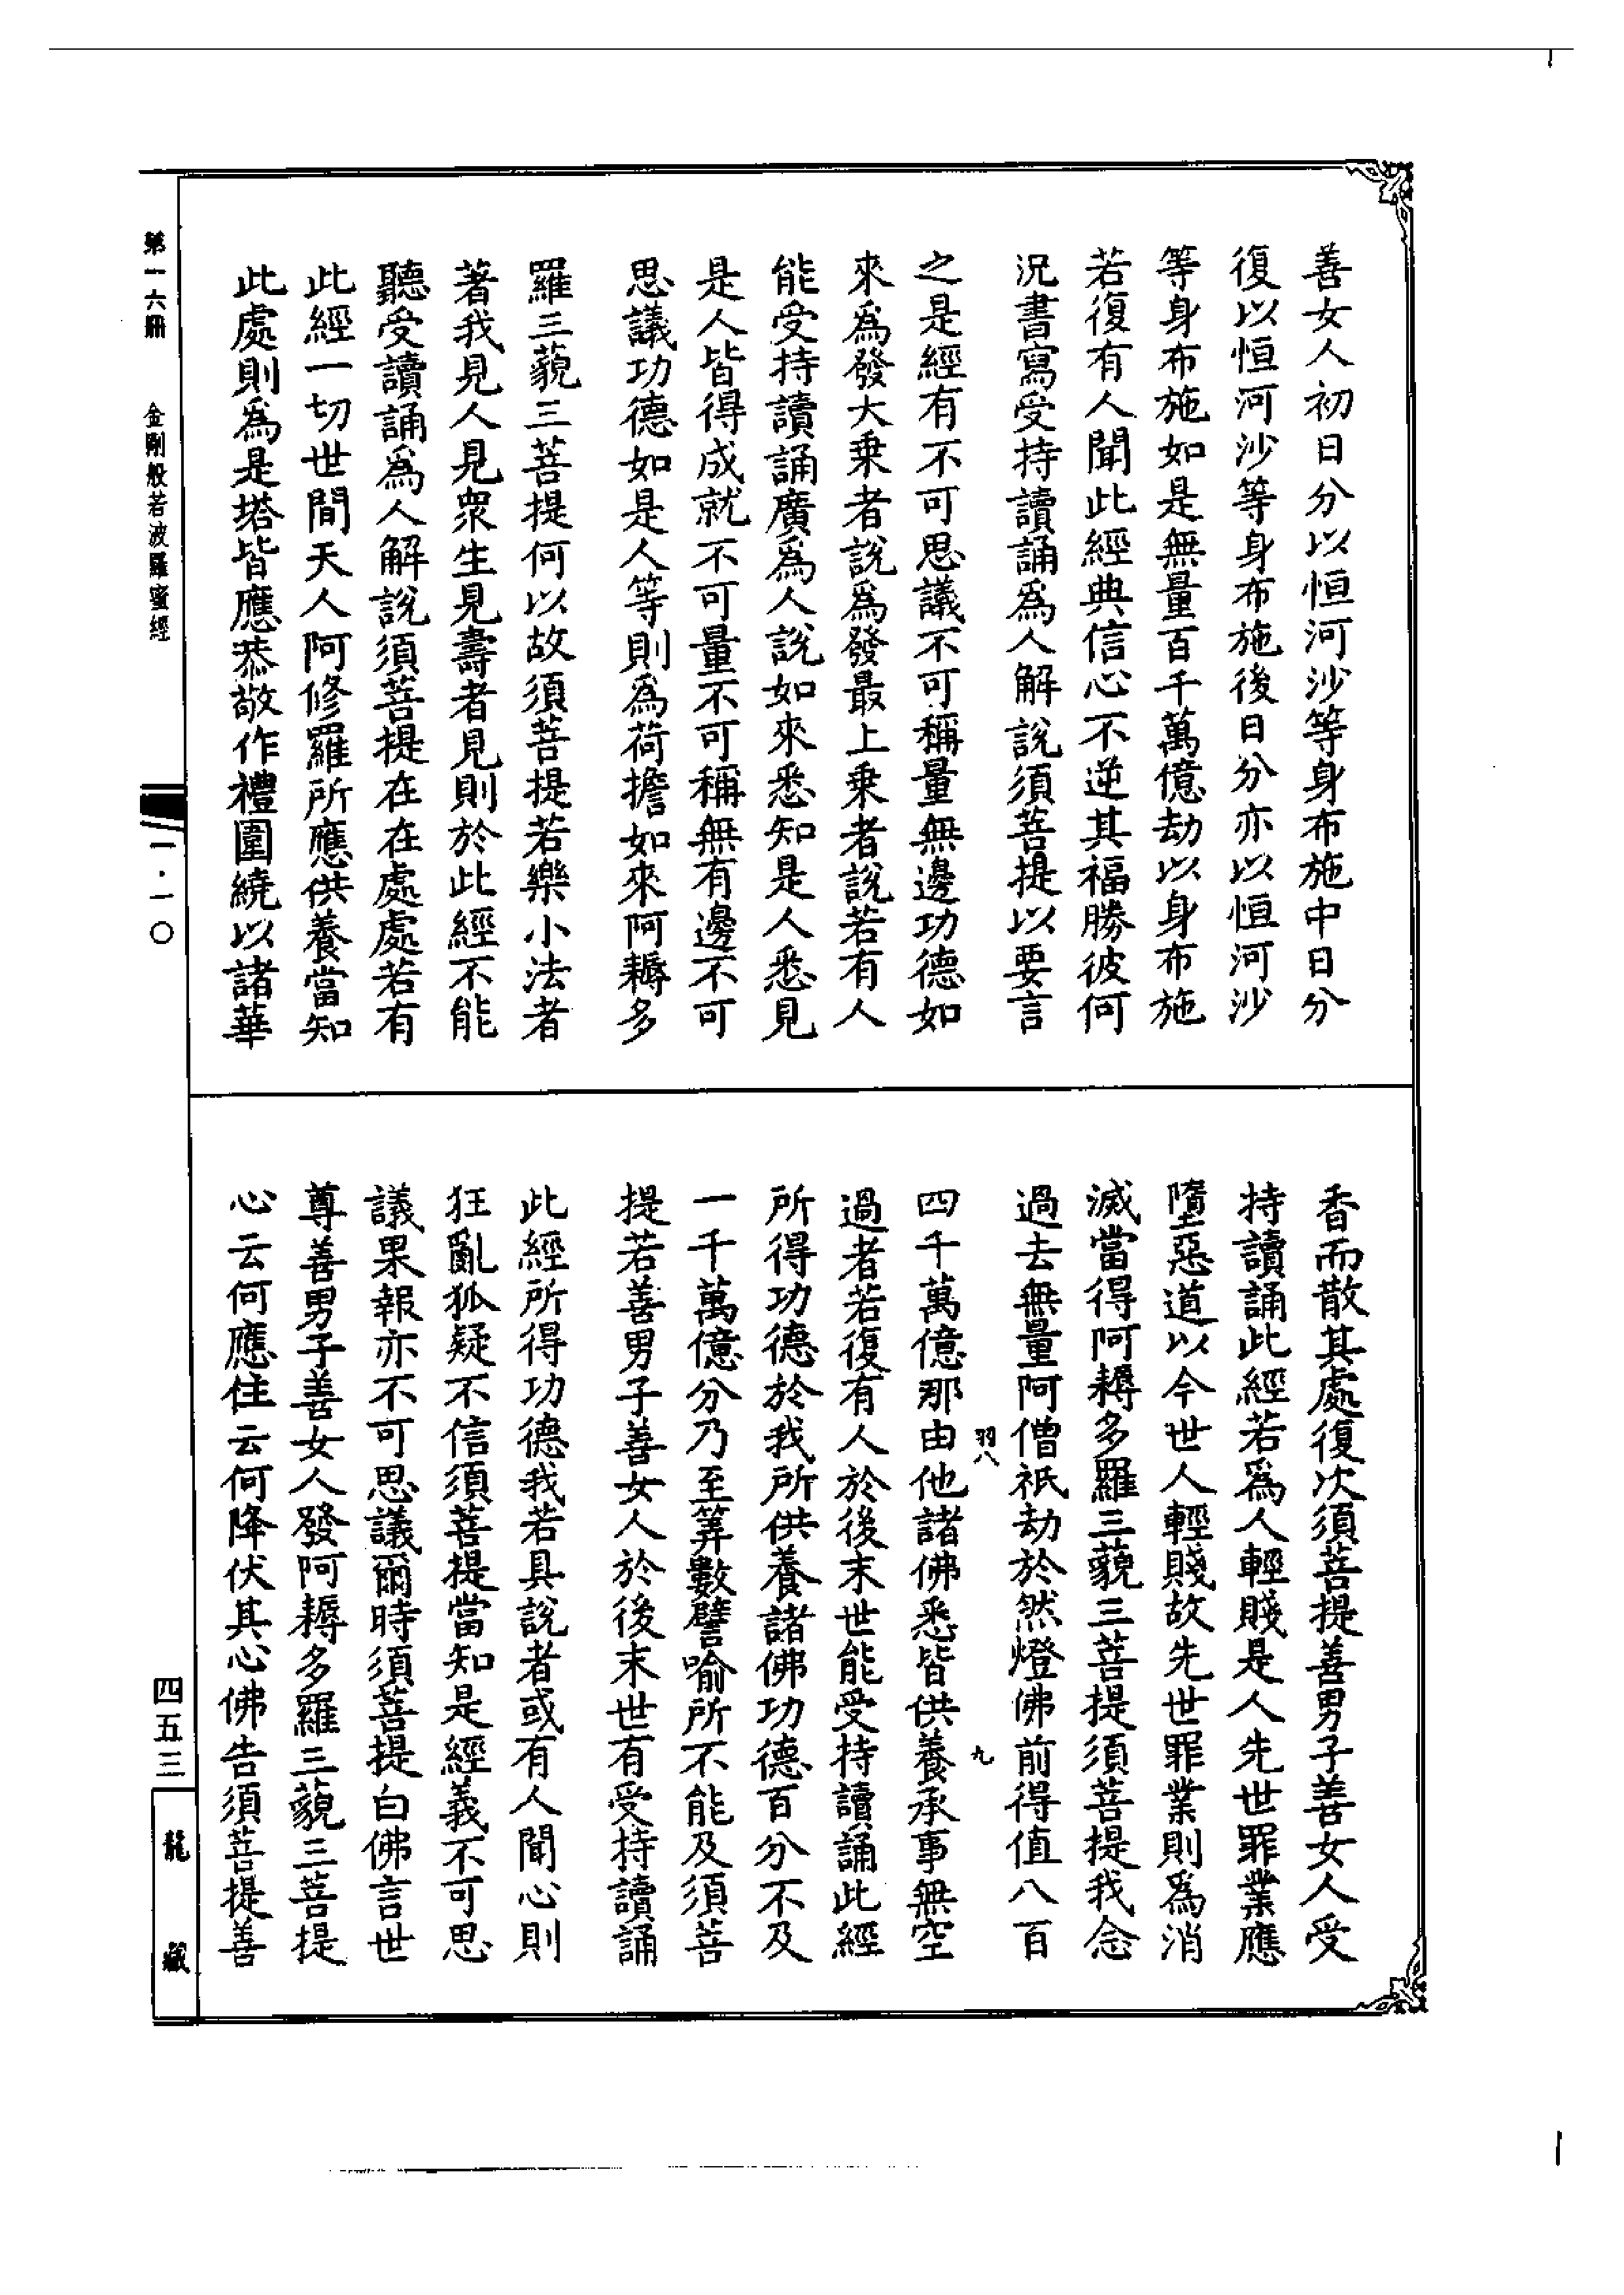 善女人初日分以恒河沙等身布施中日分
復以恒河沙等身布施後日分亦以恒河沙
等身布施如是無量百千萬億劫以身布施
若復有人聞此經典信心不逆其福勝彼何
況書寫受持讀誦為人解說須菩提以要言
之是經有不可思議不可稱量無邊功德如
來為發大乗者說為發最上乗者說若有人
能受持讀誦廣為人說如來悉知是人悉見
是人皆得成就不可量不可稱無有邊不可
思議功德如是人等則為荷擔如來阿耨多
羅三藐三菩提何以故須菩提若樂小法者
著我見人見眾生見壽者見則於此經不能
聽受讀誦為人解說須菩提在在處處若有
此經一切世間天人阿修羅所應供養當知
此處則為是塔皆應恭敬作禮圍繞以諸華
香而散其處復次須菩提善男子善女人受
持讀誦此經若為人輕賤是人先世罪業應
墮惡道以今世人輕賤故先世罪業則為消
滅當得阿耨多羅三藐三菩提須菩提我念
過去無量阿僧祇劫於然燈佛前得值八百
羽八
九
四千萬億那由他諸佛悉皆供養承事無空
過者若復有人於後末世能受持讀誦此經
所得功德於我所供養諸佛功德百分不及
一千萬億分乃至筭數譬喻所不能及須菩
提若善男子善女人於後末世有受持讀誦
此經所得功德我若具說者或有人聞心則
狂亂狐疑不信須菩提當知是經義不可思
議果報亦不可思議爾時須菩提白佛言世
尊善男子善女人發阿耨多羅三藐三菩提
心云何應住云何降伏其心佛告須菩提善
第一六冊　金剛般若波羅蜜經
一·一〇
四五三
龍藏